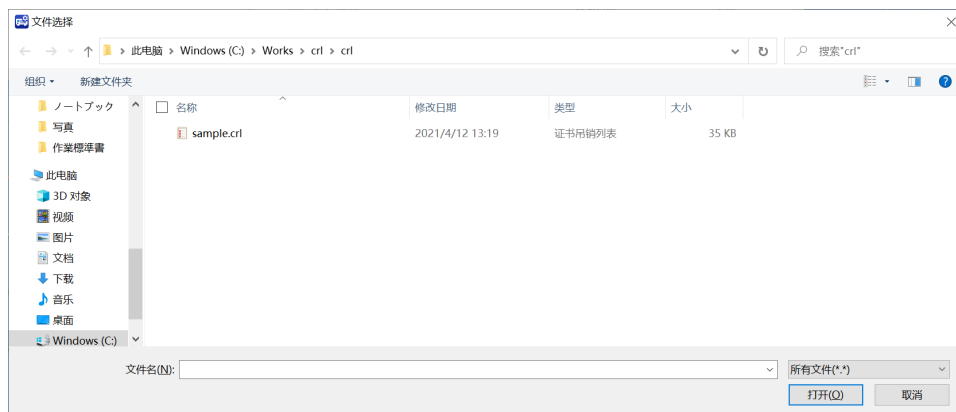 文件选择
此电脑 › Windows (C:) › Works › crl › crl
搜索"crl"
组织 新建文件夹
名称 修改日期 类型 大小
sample.crl 2021/4/12 13:19 证书吊销列表 35 KB
ノートブック
写真
作業標準書
此电脑
3D 对象
视频
图片
文档
下载
音乐
桌面
Windows (C:)
文件名(N):
所有文件(*.*)
打开(O) 取消